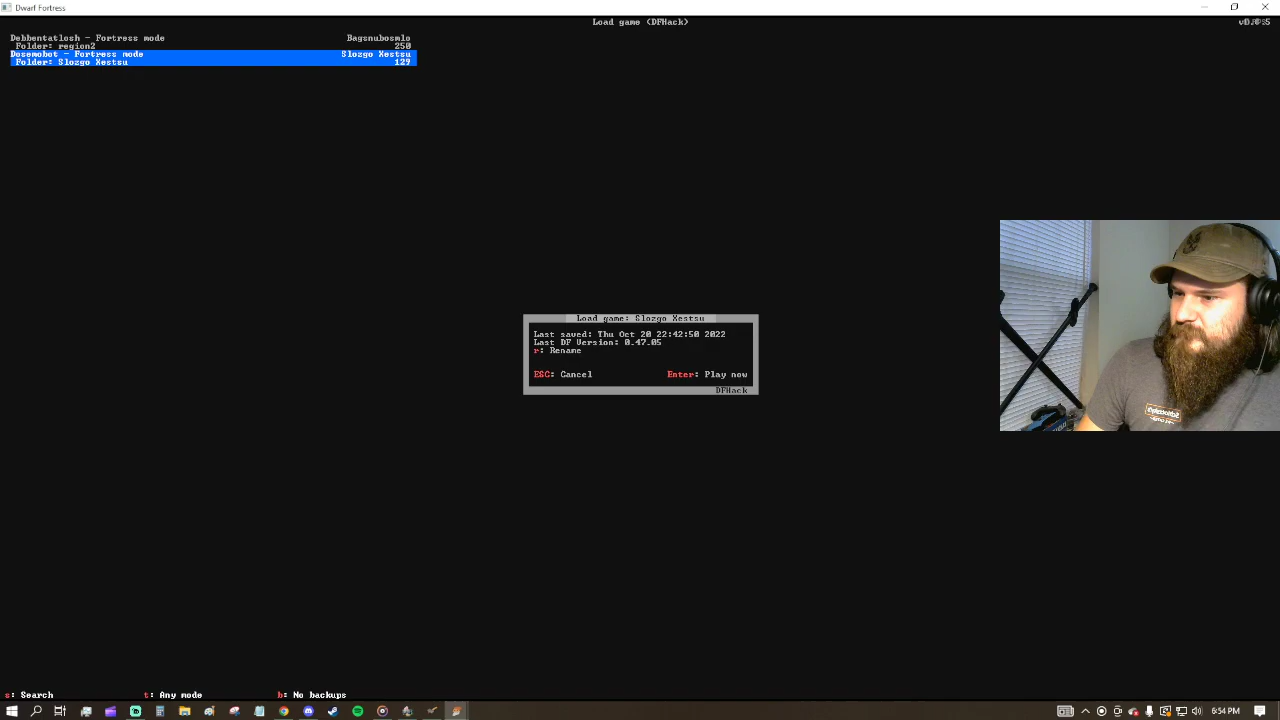 Dwarf Fortress
Load game (DFHack)
Debbentatlosh - Fortress mode Bagsnubosmlo
Folder: region2 250
Dosemobot - Fortress mode Slozgo Xestsu
Folder: Slozgo Xestsu 129
Load game: Slozgo Xestsu
Last saved: Thu Oct 20 22:42:50 2022
Last DF Version: 0.47.05
r: Rename
ESC: Cancel Enter: Play now
DFHack
s: Search t: Any mode b: No backups
6:54 PM